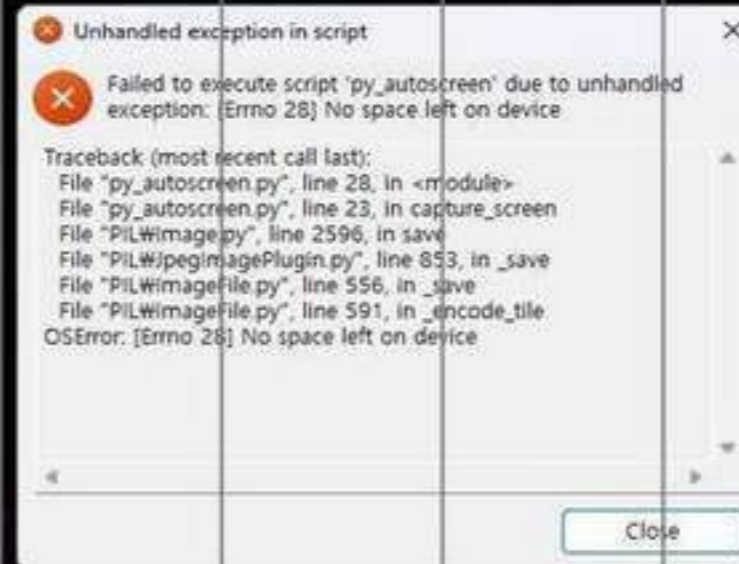 Unhandled exception in script
Failed to execute script 'py_autoscreen' due to unhandled
exception: [Errno 28] No space left on device
Traceback (most recent call last):
File "py_autoscreen.py", line 28, in <module>
File "py_autoscreen.py", line 23, in capture_screen
File "PIL₩Image.py", line 2596, in save
File "PIL₩JpegImagePlugin.py", line 853, in _save
File "PIL₩ImageFile.py", line 556, in _save
File "PIL₩ImageFile.py", line 591, in _encode_tile
OSError: [Errno 28] No space left on device
Close